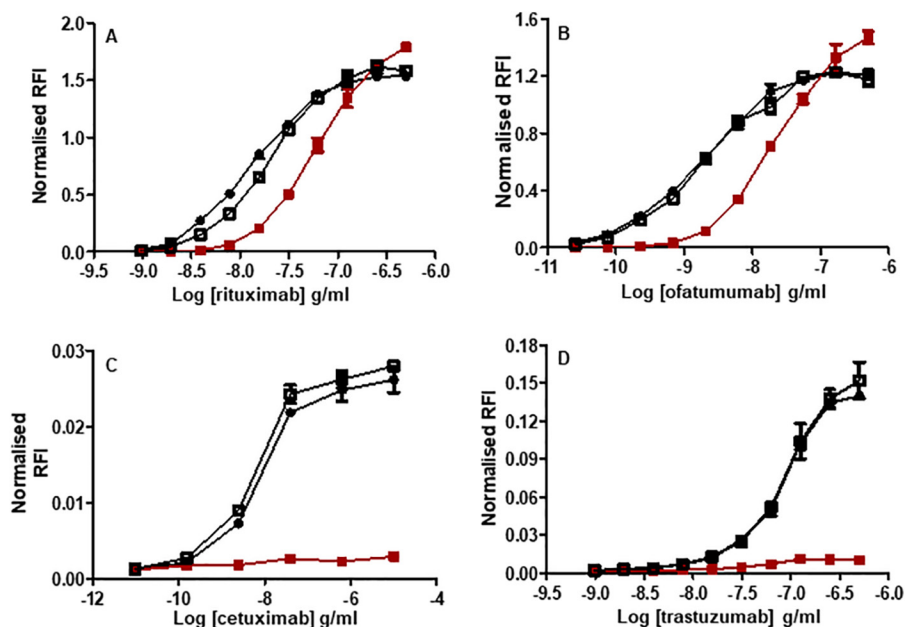 A
Normalised RFI
2.0
1.5
1.0
0.5
0.0
-9.5 -9.0 -8.5 -8.0 -7.5 -7.0 -6.5 -6.0
Log [rituximab] g/ml
B
Normalised RFI
1.6
1.2
0.8
0.4
0.0
-11 -10 -9 -8 -7 -6
Log [ofatumumab] g/ml
C
Normalised
RFI
0.03
0.02
0.01
0.00
-12 -10 -8 -6 -4
Log [cetuximab] g/ml
D
Normalised RFI
0.18
0.15
0.12
0.09
0.06
0.03
0.00
-9.5 -9.0 -8.5 -8.0 -7.5 -7.0 -6.5 -6.0
Log [trastuzumab] g/ml